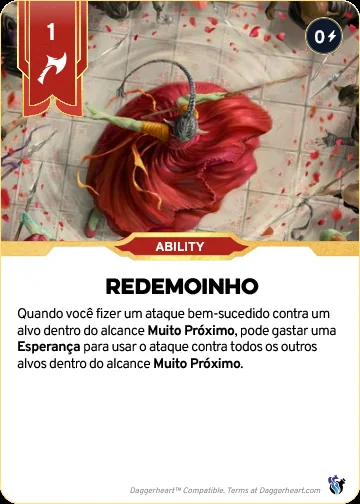 1
0
ABILITY
REDEMOINHO
Quando você fizer um ataque bem-sucedido contra um
alvo dentro do alcance Muito Próximo, pode gastar uma
Esperança para usar o ataque contra todos os outros
alvos dentro do alcance Muito Próximo.
Daggerheart™ Compatible. Terms at Daggerheart.com